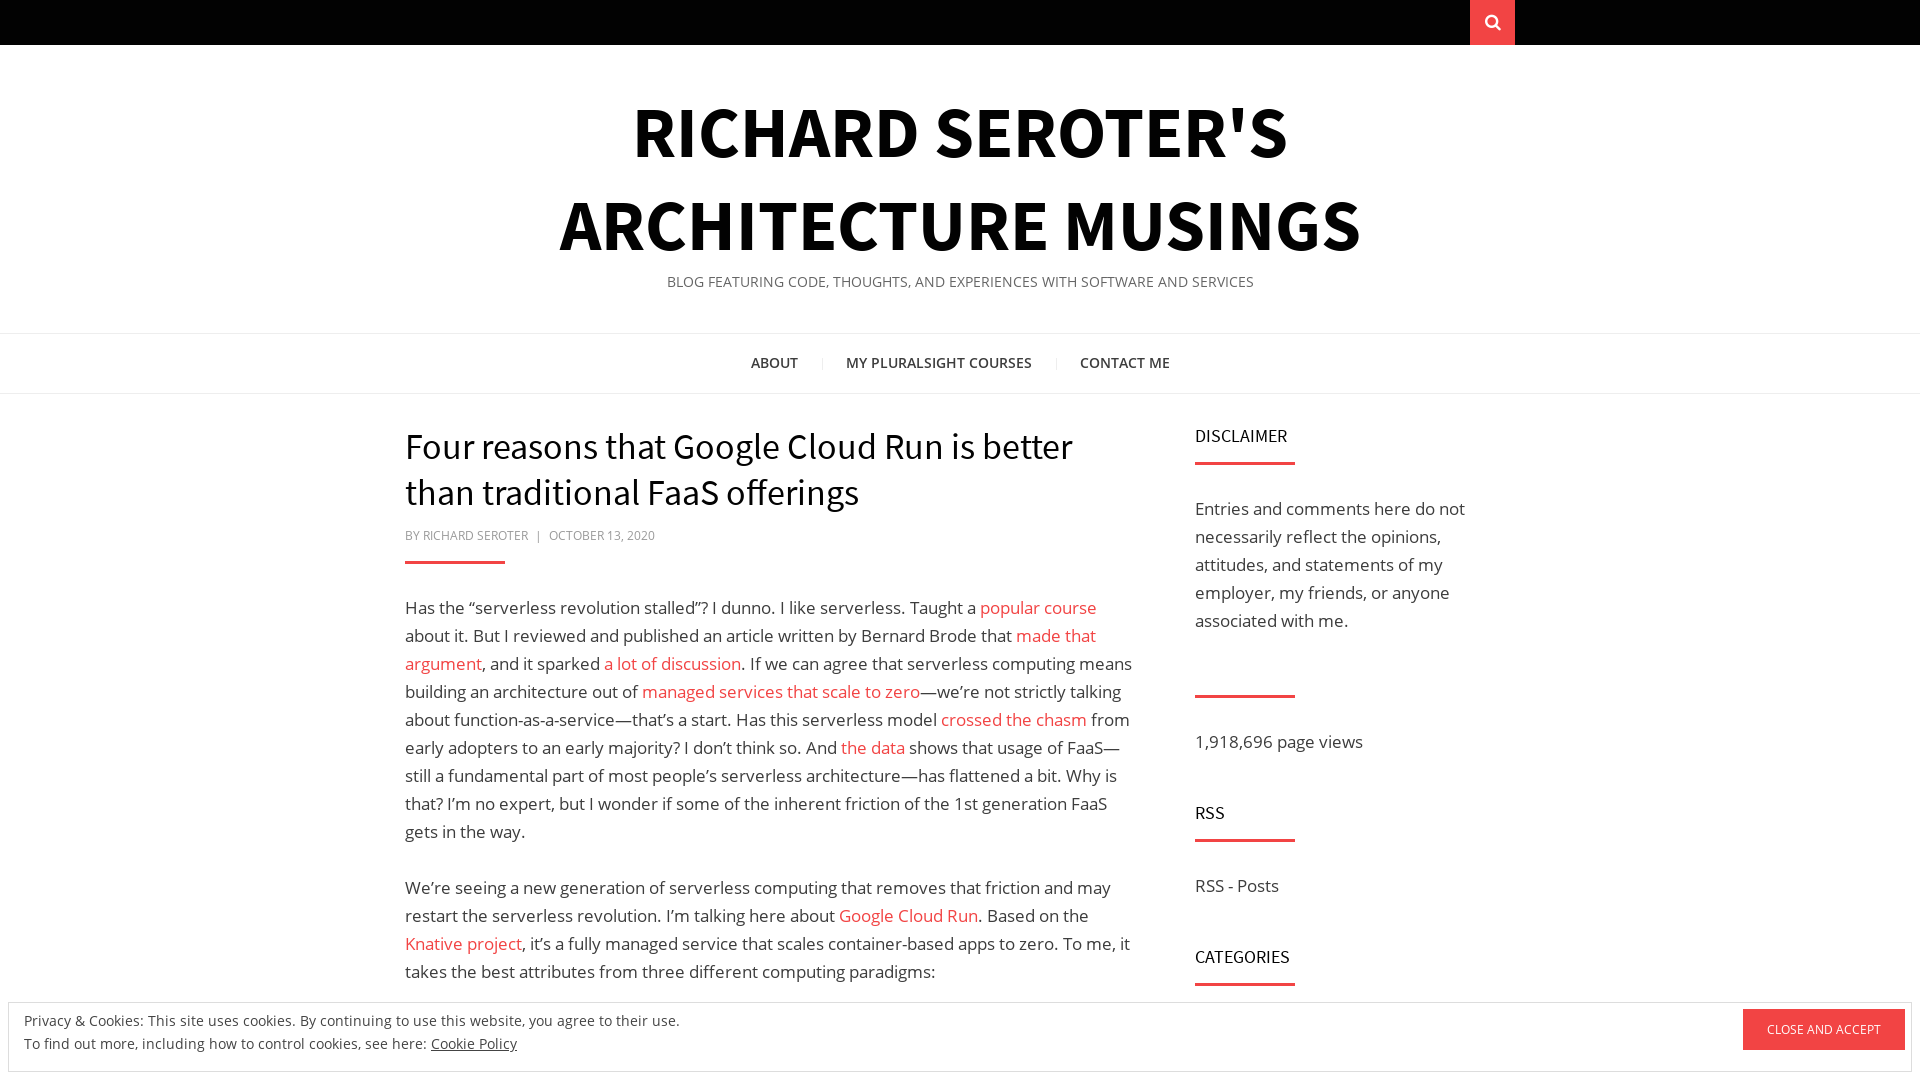 RICHARD SEROTER'S
ARCHITECTURE MUSINGS
BLOG FEATURING CODE, THOUGHTS, AND EXPERIENCES WITH SOFTWARE AND SERVICES
ABOUT
MY PLURALSIGHT COURSES
CONTACT ME
Four reasons that Google Cloud Run is better
than traditional FaaS offerings
BY RICHARD SEROTER | OCTOBER 13, 2020
Has the “serverless revolution stalled”? I dunno. I like serverless. Taught a popular course
about it. But I reviewed and published an article written by Bernard Brode that made that
argument, and it sparked a lot of discussion. If we can agree that serverless computing means
building an architecture out of managed services that scale to zero—we’re not strictly talking
about function-as-a-service—that’s a start. Has this serverless model crossed the chasm from
early adopters to an early majority? I don’t think so. And the data shows that usage of FaaS—
still a fundamental part of most people’s serverless architecture—has flattened a bit. Why is
that? I’m no expert, but I wonder if some of the inherent friction of the 1st generation FaaS
gets in the way.
We’re seeing a new generation of serverless computing that removes that friction and may
restart the serverless revolution. I’m talking here about Google Cloud Run. Based on the
Knative project, it’s a fully managed service that scales container-based apps to zero. To me, it
takes the best attributes from three different computing paradigms:
DISCLAIMER
Entries and comments here do not
necessarily reflect the opinions,
attitudes, and statements of my
employer, my friends, or anyone
associated with me.
1,918,696 page views
RSS
RSS - Posts
CATEGORIES
Privacy & Cookies: This site uses cookies. By continuing to use this website, you agree to their use.
To find out more, including how to control cookies, see here: Cookie Policy
CLOSE AND ACCEPT